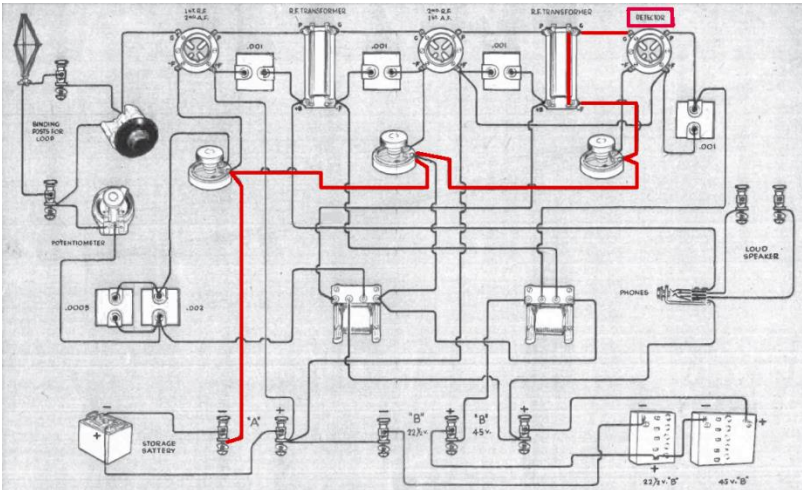 1ST. R.F.
2ND A.F.
R.F. TRANSFORMER
2ND R.F.
1ST A.F.
R.F. TRANSFORMER
DETECTOR
P
G
P
G
.001
.001
.001
.001
+B
-F
+B
BINDING
POSTS FOR
LOOP
POTENTIOMETER
LOUD
SPEAKER
PHONES
.0005
.002
STORAGE
BATTERY
-
+
-
"A"
+
-
"B"
22½ V.
+
"B"
45 V.
+
-
+
22½ V. "B"
-
+
45 V. "B"